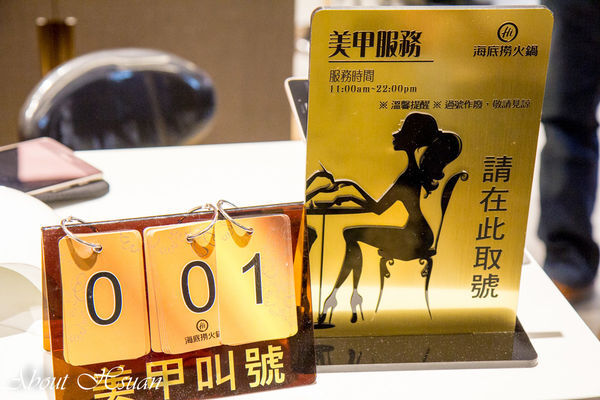 美甲服務
Hi
海底撈火鍋
服務時間
11:00am~22:00pm
※ 溫馨提醒 ※ 過號作廢，敬請見諒
請在此取號
0 0 1
Hi
海底撈火鍋
美甲叫號
About Hsuan